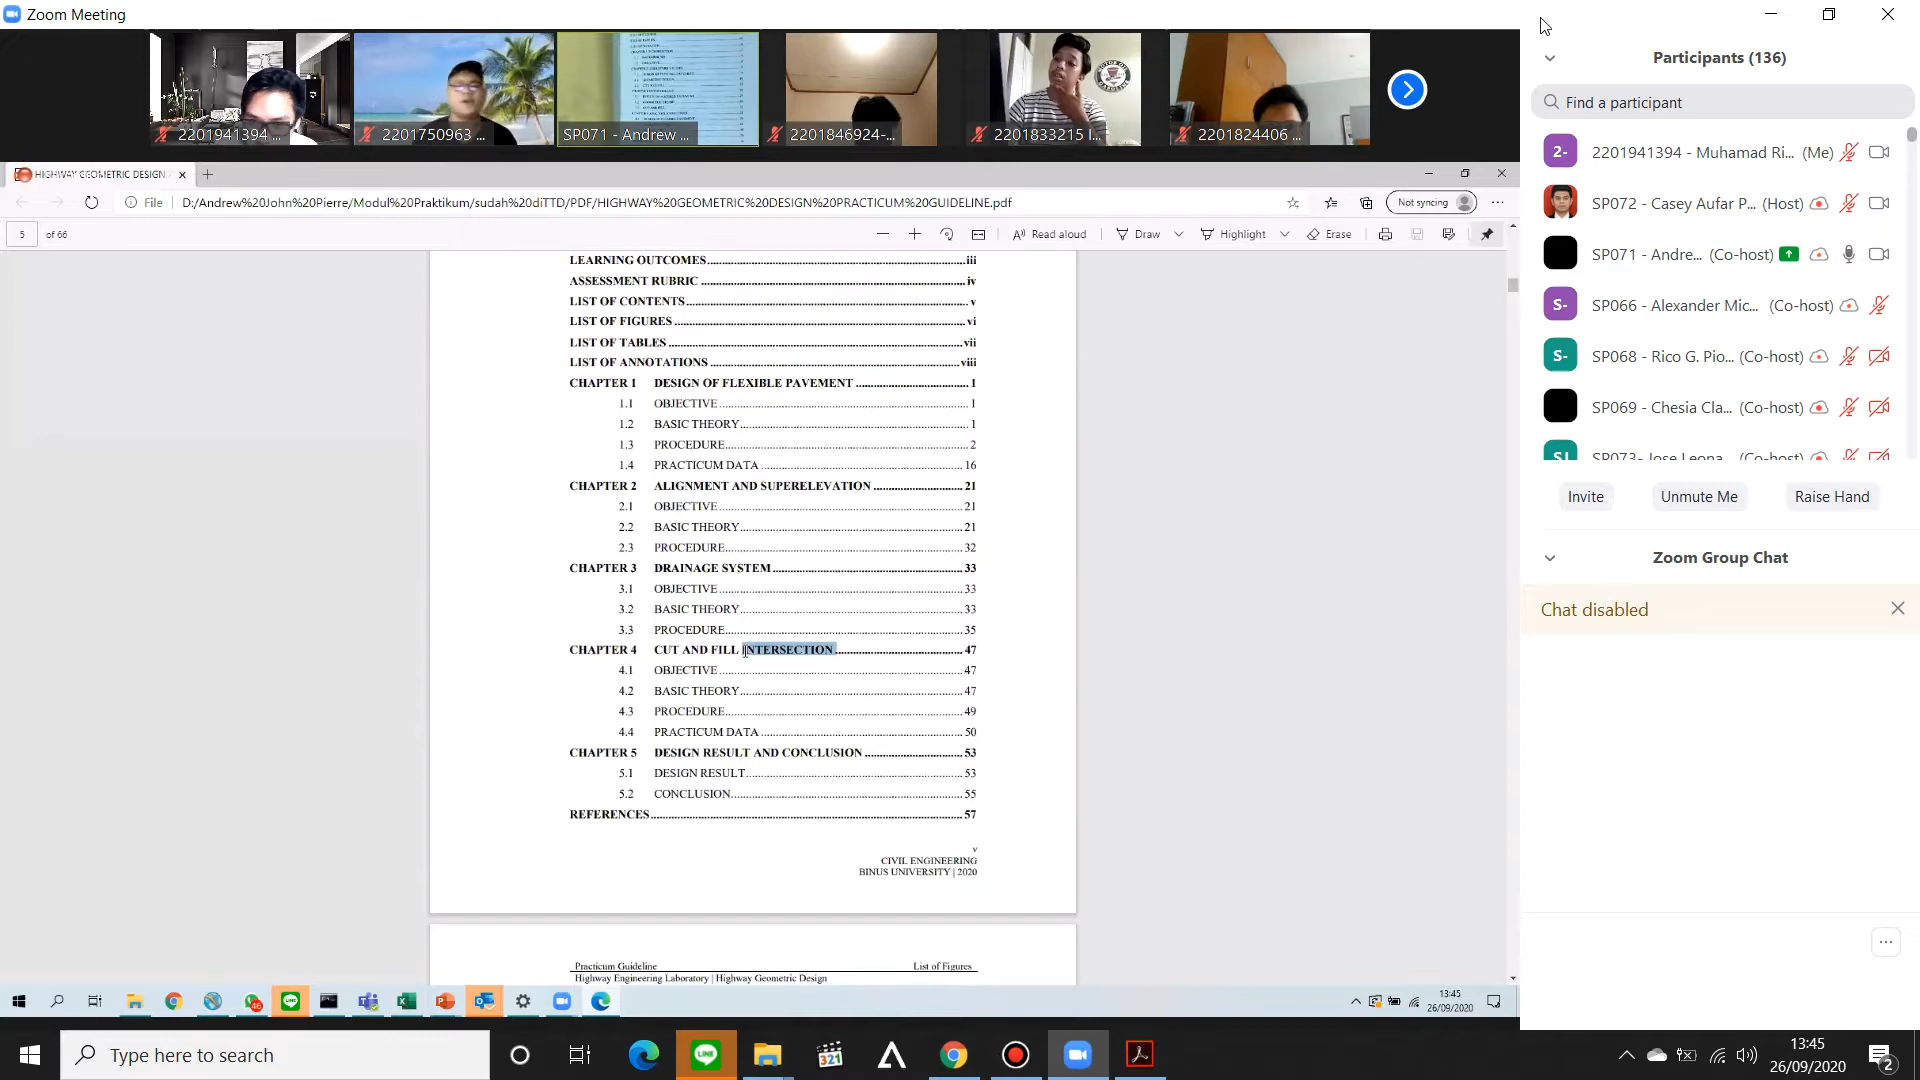 Zoom Meeting
2201941394 ...
2201750963 ...
SP071 - Andrew ...
2201846924-...
2201833215 I...
2201824406 ...
HIGHWAY GEOMETRIC DESIGN
File
D:/Andrew%20John%20Pierre/Modul%20Praktikum/sudah%20diTTD/PDF/HIGHWAY%20GEOMETRIC%20DESIGN%20PRACTICUM%20GUIDELINE.pdf
Not syncing
5 of 66
Read aloud
Draw
Highlight
Erase
LEARNING OUTCOMES iii
ASSESSMENT RUBRIC iv
LIST OF CONTENTS v
LIST OF FIGURES vi
LIST OF TABLES vii
LIST OF ANNOTATIONS viii
CHAPTER 1 DESIGN OF FLEXIBLE PAVEMENT 1
1.1 OBJECTIVE 1
1.2 BASIC THEORY 1
1.3 PROCEDURE 2
1.4 PRACTICUM DATA 16
CHAPTER 2 ALIGNMENT AND SUPERELEVATION 21
2.1 OBJECTIVE 21
2.2 BASIC THEORY 21
2.3 PROCEDURE 32
CHAPTER 3 DRAINAGE SYSTEM 33
3.1 OBJECTIVE 33
3.2 BASIC THEORY 33
3.3 PROCEDURE 35
CHAPTER 4 CUT AND FILL INTERSECTION 47
4.1 OBJECTIVE 47
4.2 BASIC THEORY 47
4.3 PROCEDURE 49
4.4 PRACTICUM DATA 50
CHAPTER 5 DESIGN RESULT AND CONCLUSION 53
5.1 DESIGN RESULT 53
5.2 CONCLUSION 55
REFERENCES 57
v
CIVIL ENGINEERING
BINUS UNIVERSITY | 2020
Practicum Guideline List of Figures
Highway Engineering Laboratory | Highway Geometric Design
13:45
26/09/2020
Participants (136)
Find a participant
2- 2201941394 - Muhamad Ri... (Me)
SP072 - Casey Aufar P... (Host)
SP071 - Andre... (Co-host)
S- SP066 - Alexander Mic... (Co-host)
S- SP068 - Rico G. Pio... (Co-host)
SP069 - Chesia Cla... (Co-host)
SJ SP073- Jose Leona... (Co-host)
Invite
Unmute Me
Raise Hand
Zoom Group Chat
Chat disabled
Type here to search
321
13:45
26/09/2020
2